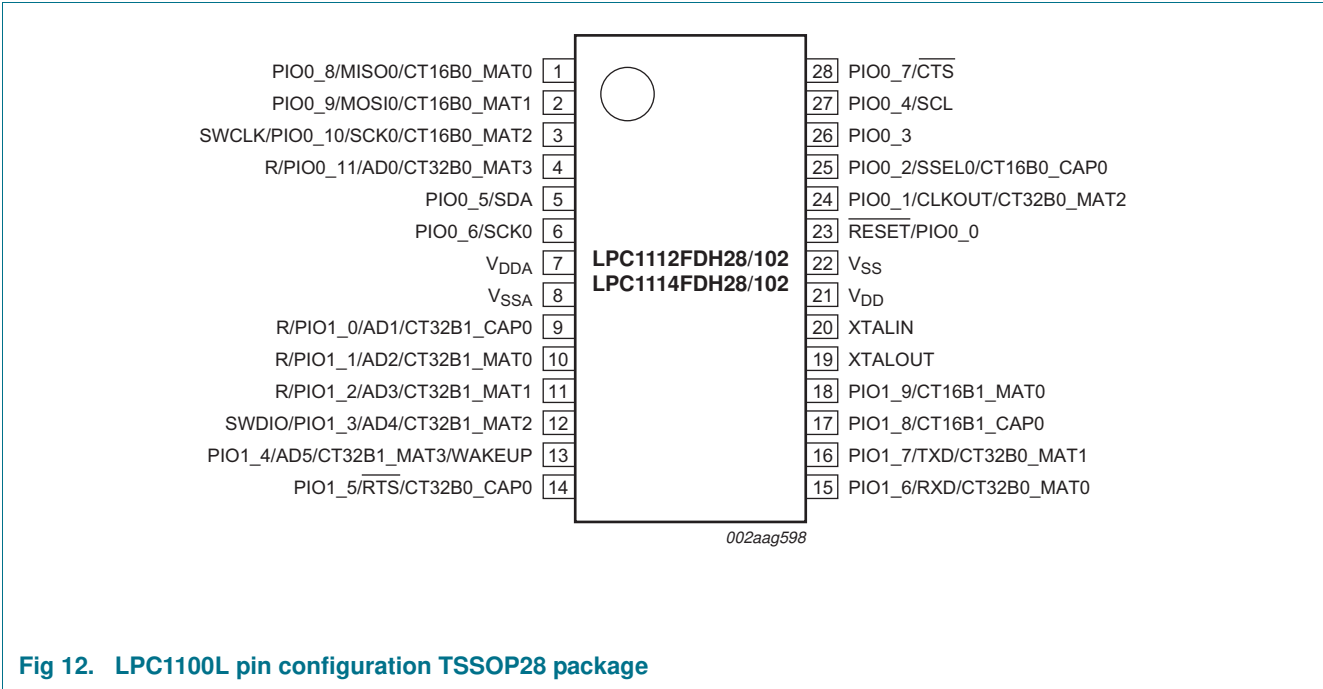 PIO0_8/MISO0/CT16B0_MAT0 1
28 PIO0_7/CTS
PIO0_9/MOSI0/CT16B0_MAT1 2
27 PIO0_4/SCL
SWCLK/PIO0_10/SCK0/CT16B0_MAT2 3
26 PIO0_3
R/PIO0_11/AD0/CT32B0_MAT3 4
25 PIO0_2/SSEL0/CT16B0_CAP0
PIO0_5/SDA 5
24 PIO0_1/CLKOUT/CT32B0_MAT2
PIO0_6/SCK0 6
23 RESET/PIO0_0
VDDA 7
LPC1112FDH28/102
22 VSS
VSSA 8
LPC1114FDH28/102
21 VDD
R/PIO1_0/AD1/CT32B1_CAP0 9
20 XTALIN
R/PIO1_1/AD2/CT32B1_MAT0 10
19 XTALOUT
R/PIO1_2/AD3/CT32B1_MAT1 11
18 PIO1_9/CT16B1_MAT0
SWDIO/PIO1_3/AD4/CT32B1_MAT2 12
17 PIO1_8/CT16B1_CAP0
PIO1_4/AD5/CT32B1_MAT3/WAKEUP 13
16 PIO1_7/TXD/CT32B0_MAT1
PIO1_5/RTS/CT32B0_CAP0 14
15 PIO1_6/RXD/CT32B0_MAT0
002aag598
Fig 12. LPC1100L pin configuration TSSOP28 package